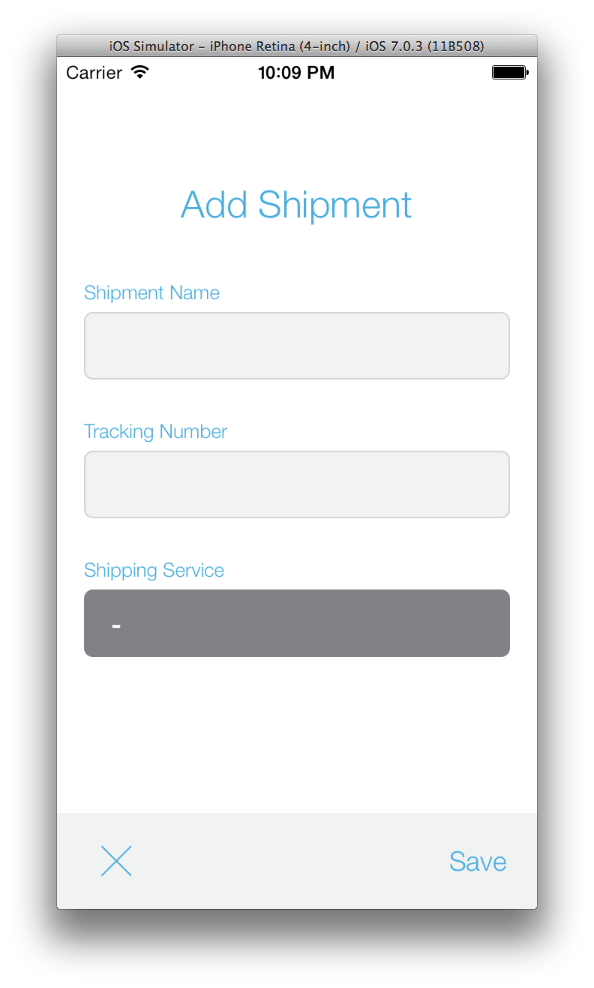 iOS Simulator – iPhone Retina (4-inch) / iOS 7.0.3 (11B508)
Carrier 10:09 PM
Add Shipment
Shipment Name
Tracking Number
Shipping Service
-
Save